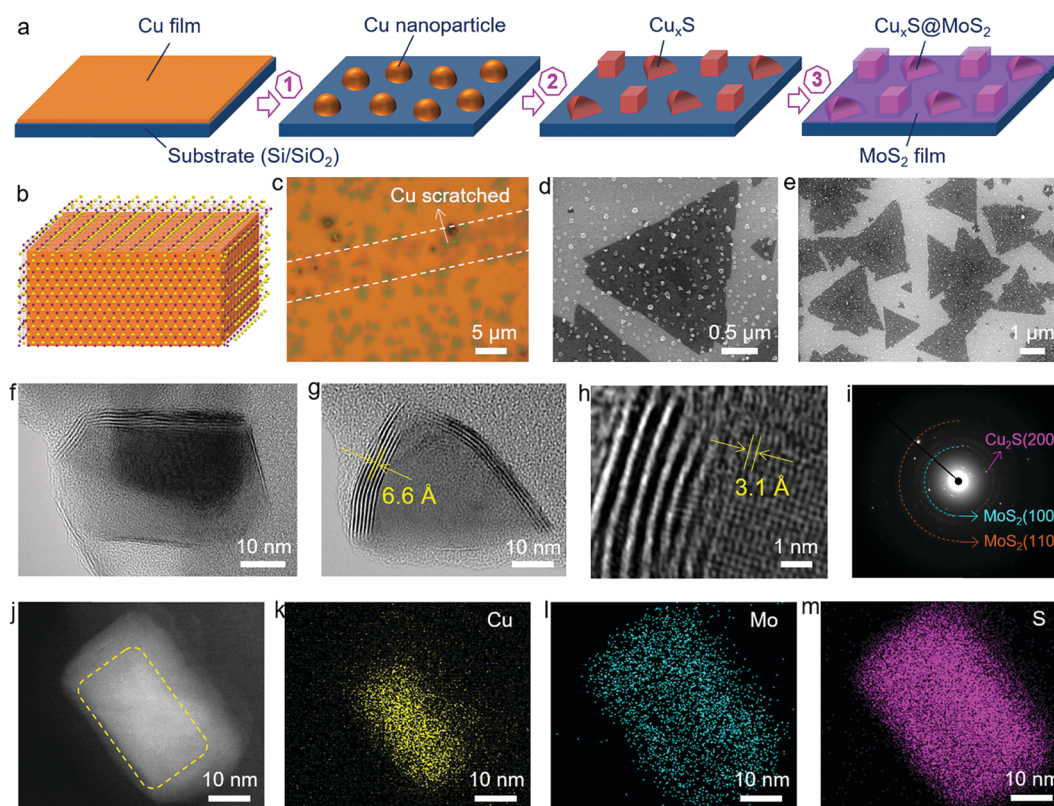 a
Cu film
Cu nanoparticle
CuₓS
CuₓS@MoS₂
1
2
3
Substrate (Si/SiO₂)
MoS₂ film
b
c
Cu scratched
5 μm
d
0.5 μm
e
1 μm
f
10 nm
g
6.6 Å
10 nm
h
3.1 Å
1 nm
i
Cu₂S(200
MoS₂(100
MoS₂(110
j
10 nm
k
Cu
10 nm
l
Mo
10 nm
m
S
10 nm